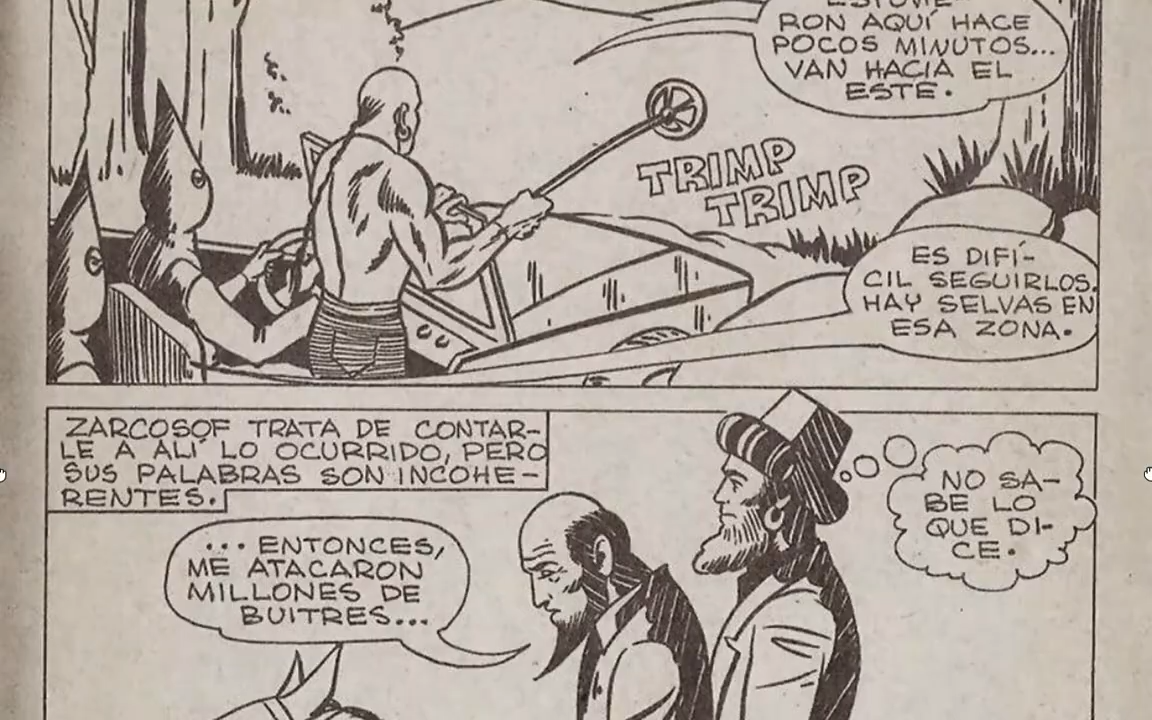 ESTUVIE-
RON AQUÍ HACE
POCOS MINUTOS...
VAN HACIA EL
ESTE.
TRIMP
TRIMP
ES DIFÍ-
CIL SEGUIRLOS.
HAY SELVAS EN
ESA ZONA.
ZARCOSOF TRATA DE CONTAR-
LE A ALÍ LO OCURRIDO, PERO
SUS PALABRAS SON INCOHE-
RENTES.
... ENTONCES,
ME ATACARON
MILLONES DE
BUITRES...
NO SA-
BE LO
QUE DI-
CE.